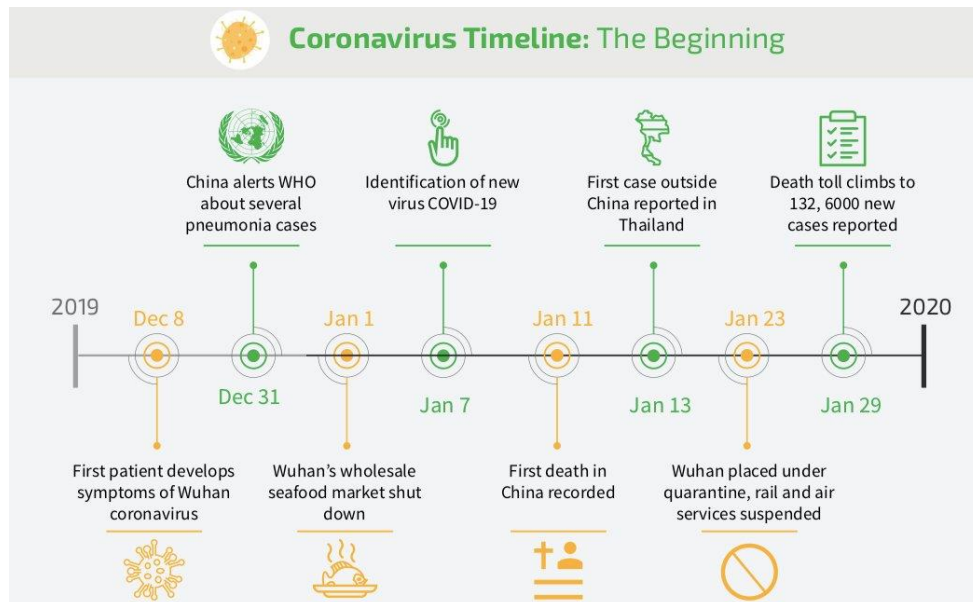 Coronavirus Timeline: The Beginning
China alerts WHO
about several
pneumonia cases
Identification of new
virus COVID-19
First case outside
China reported in
Thailand
Death toll climbs to
132, 6000 new
cases reported
2019
Dec 8
Jan 1
Jan 11
Jan 23
2020
Dec 31
Jan 7
Jan 13
Jan 29
First patient develops
symptoms of Wuhan
coronavirus
Wuhan's wholesale
seafood market shut
down
First death in
China recorded
Wuhan placed under
quarantine, rail and air
services suspended